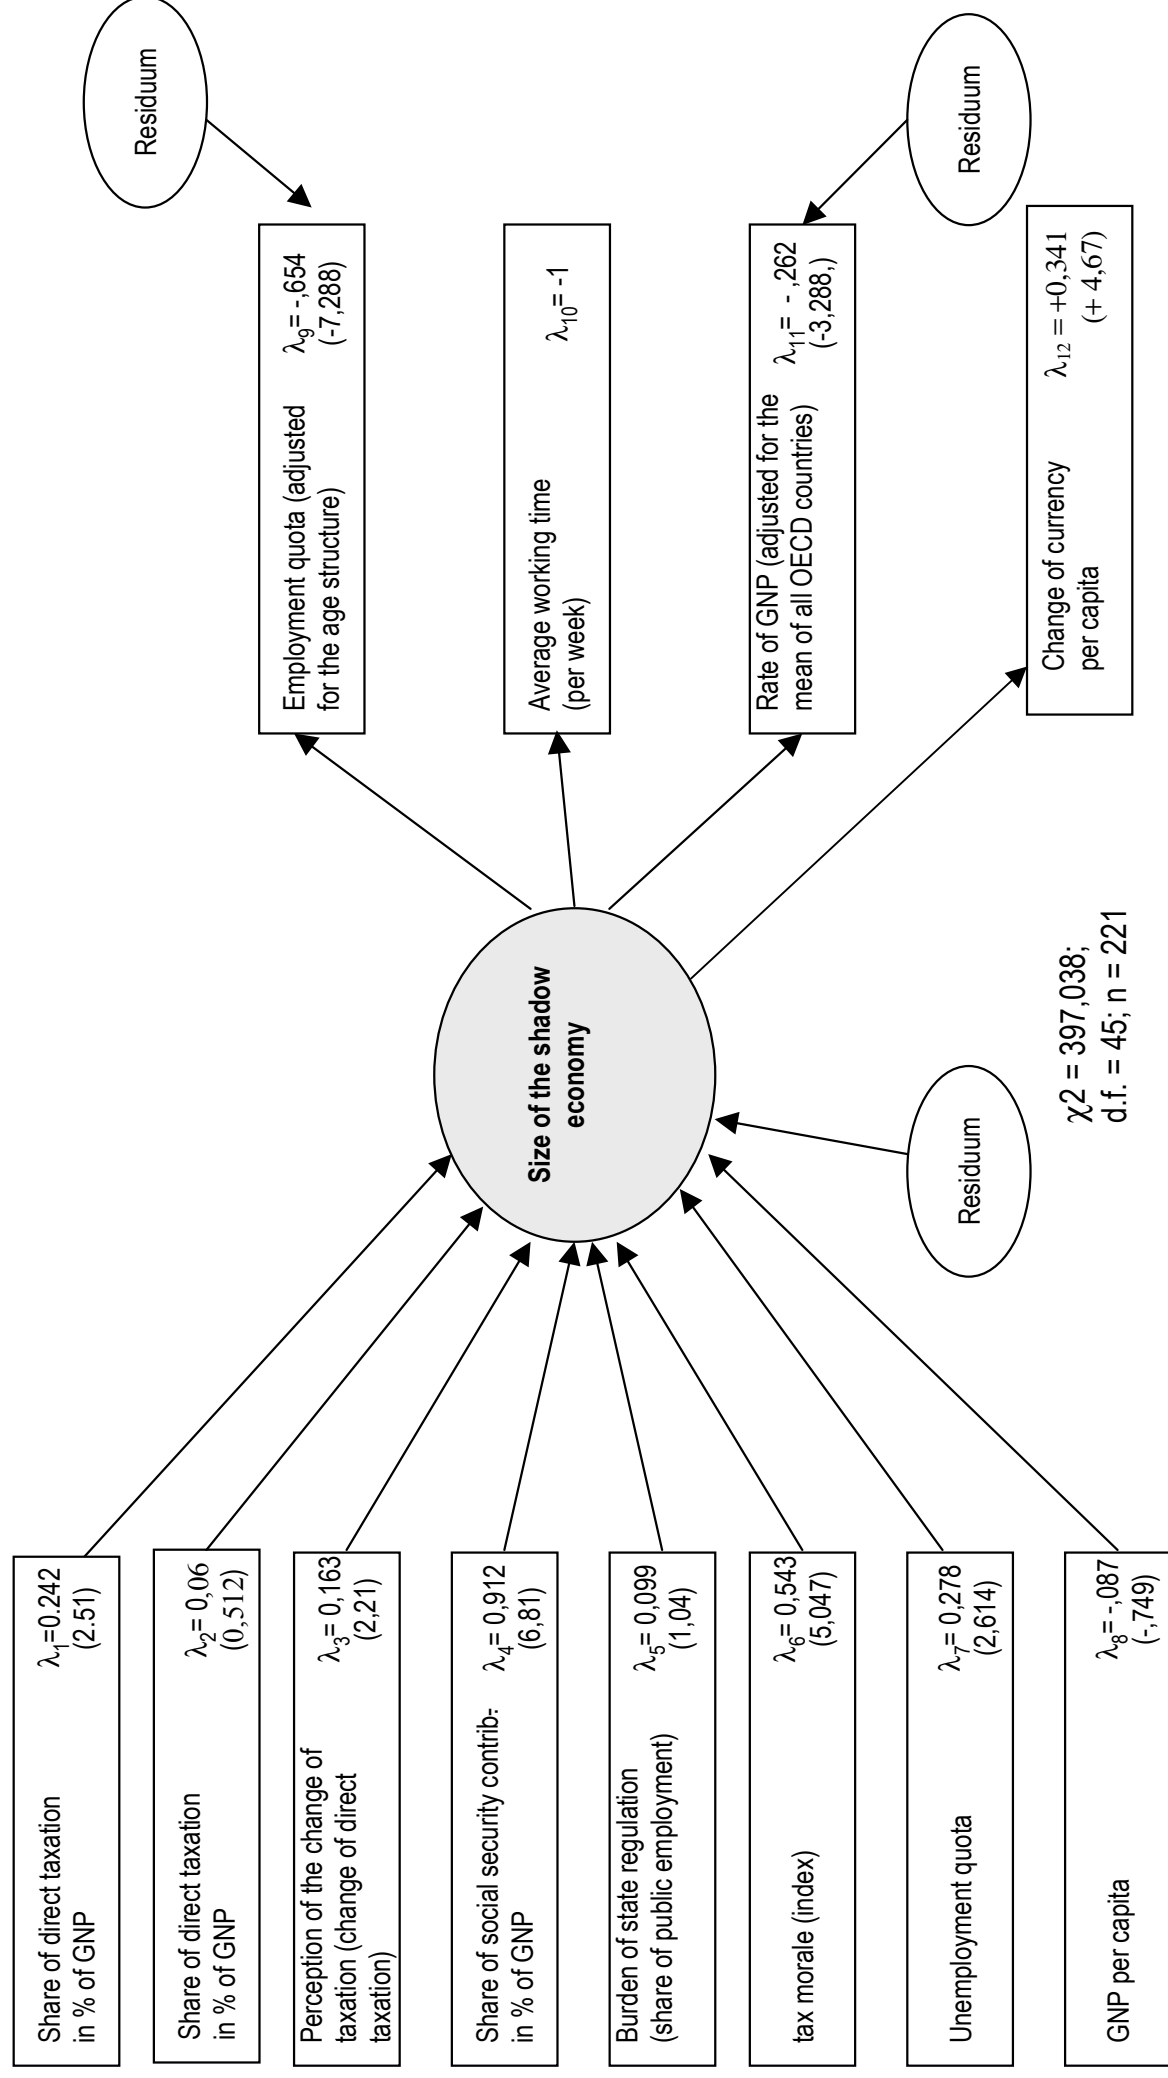 Share of direct taxation
in % of GNP
λ1=0.242
(2.51)
Share of direct taxation
in % of GNP
λ2= 0,06
(0,512)
Perception of the change of
taxation (change of direct
taxation)
λ3= 0,163
(2,21)
Share of social security contrib-
in % of GNP
λ4= 0,912
(6,81)
Burden of state regulation
(share of public employment)
λ5= 0,099
(1,04)
tax morale (index)
λ6= 0,543
(5,047)
Unemployment quota
λ7= 0,278
(2,614)
GNP per capita
λ8= -,087
(-,749)
Size of the shadow
economy
Residuum
χ2 = 397,038;
d.f. = 45; n = 221
Employment quota (adjusted
for the age structure)
λ9= -,654
(-7,288)
Average working time
(per week)
λ10= -1
Rate of GNP (adjusted for the
mean of all OECD countries)
λ11= - ,262
(-3,288,)
Change of currency
per capita
λ12 = +0,341
(+ 4,67)
Residuum
Residuum